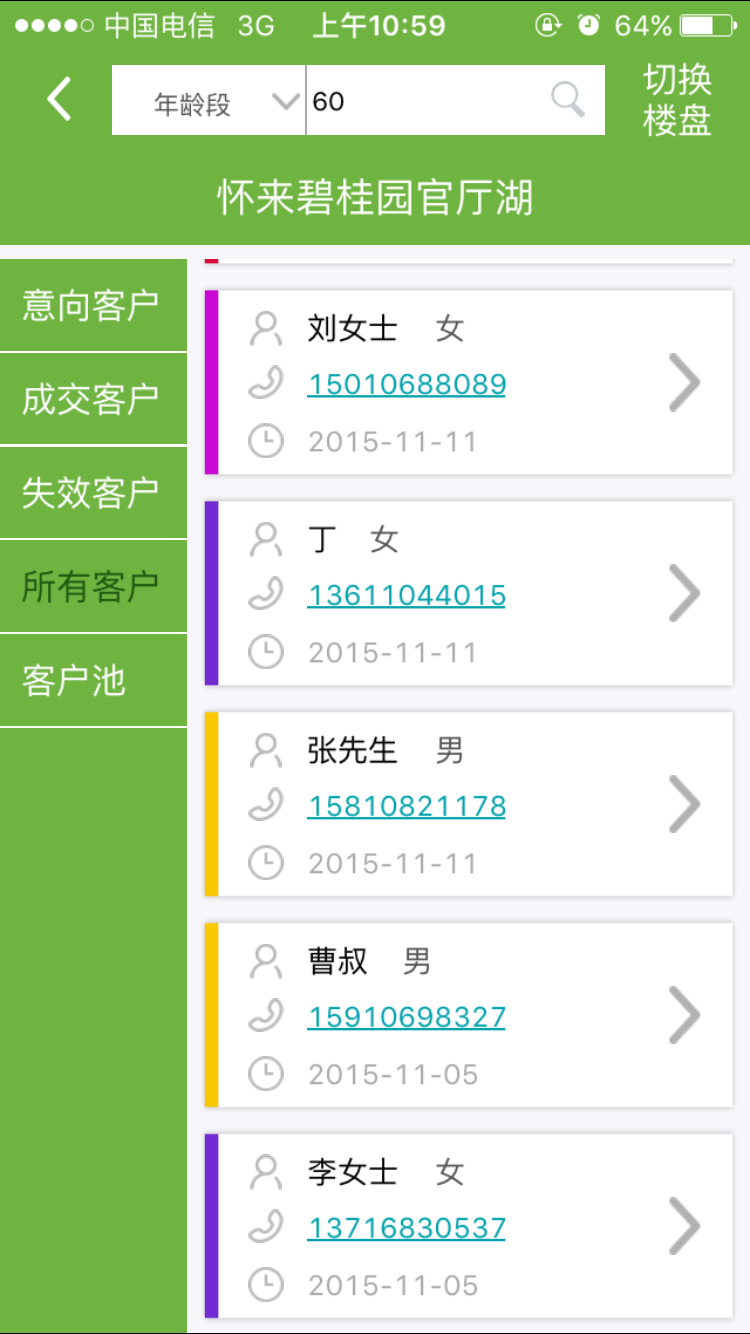 中国电信 3G 上午10:59 64%
年龄段 60 切换楼盘
怀来碧桂园官厅湖
意向客户
成交客户
失效客户
所有客户
客户池
刘女士 女
15010688089
2015-11-11
丁 女
13611044015
2015-11-11
张先生 男
15810821178
2015-11-11
曹叔 男
15910698327
2015-11-05
李女士 女
13716830537
2015-11-05